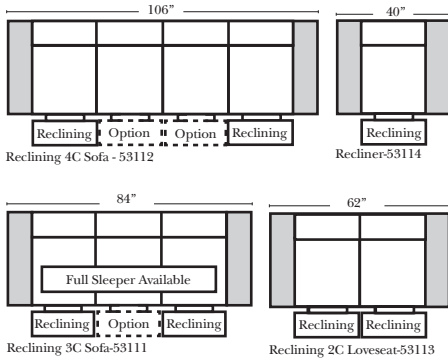 106”
40”
Reclining Option Option Reclining
Reclining
Reclining 4C Sofa - 53112
Recliner-53114
84”
62”
Full Sleeper Available
Reclining Option Reclining
Reclining Reclining
Reclining 3C Sofa-53111
Reclining 2C Loveseat-53113